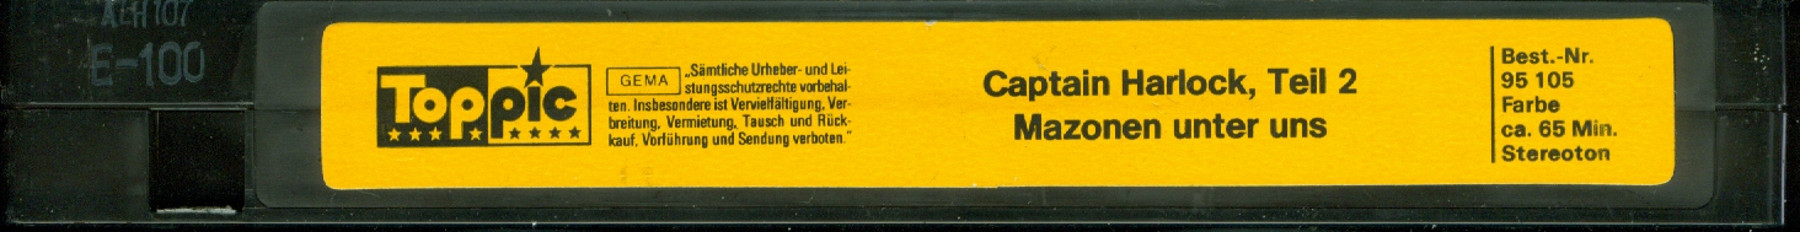 ALH 107
E-100
Toppic
GEMA
„Sämtliche Urheber- und Lei-
stungsschutzrechte vorbehal-
ten. Insbesondere ist Vervielfältigung, Ver-
breitung, Vermietung, Tausch und Rück-
kauf, Vorführung und Sendung verboten.“
Captain Harlock, Teil 2
Mazonen unter uns
Best.-Nr.
95 105
Farbe
ca. 65 Min.
Stereoton